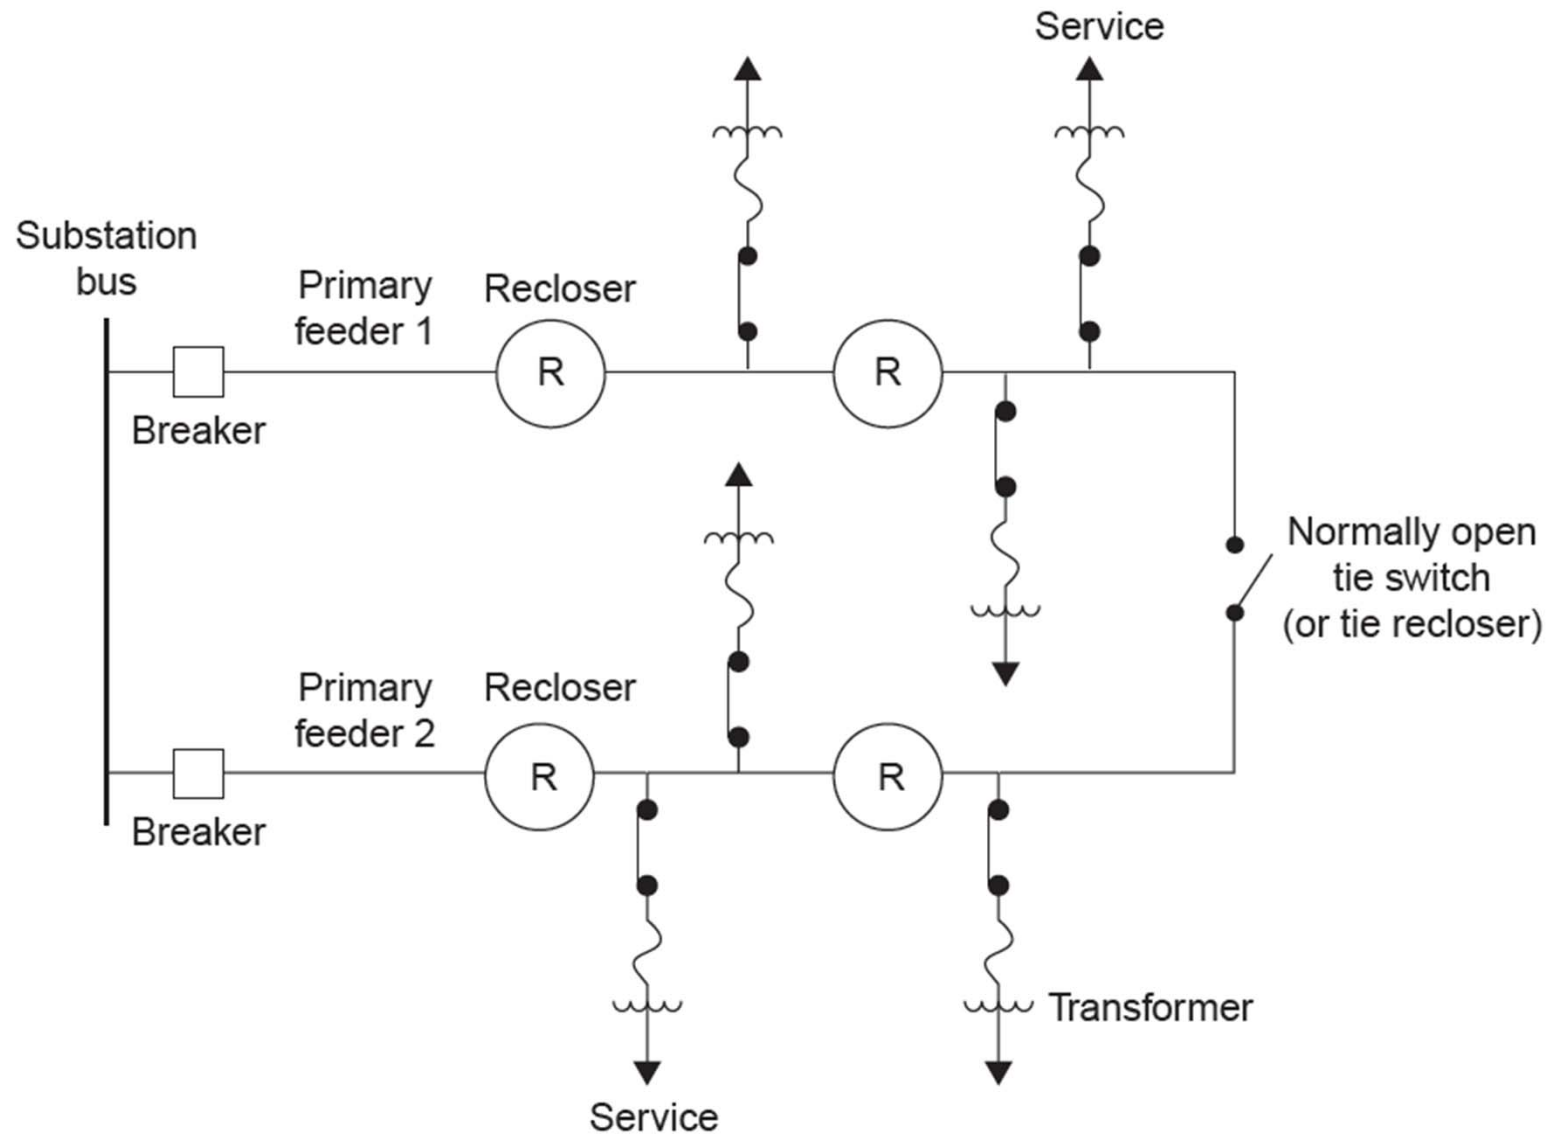 Service
Substation
bus
Primary
feeder 1
Recloser
R
R
Breaker
Normally open
tie switch
(or tie recloser)
Primary
feeder 2
Recloser
R
R
Breaker
Transformer
Service